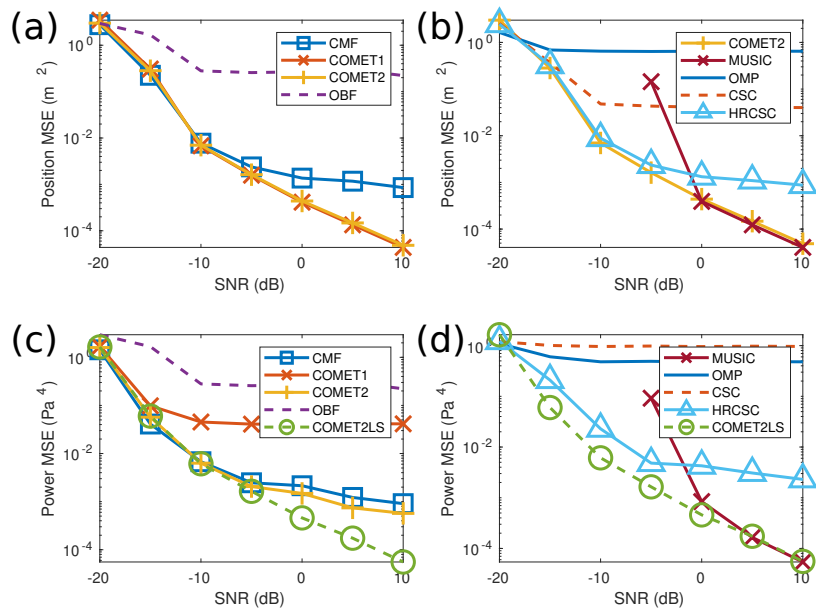 (a)
10^0
10^-2
10^-4
Position MSE (m ^2)
CMF
COMET1
COMET2
OBF
-20
-10
0
10
SNR (dB)
(b)
10^0
10^-2
10^-4
Position MSE (m ^2)
COMET2
MUSIC
OMP
CSC
HRCSC
-20
-10
0
10
SNR (dB)
(c)
10^0
10^-2
10^-4
Power MSE (Pa ^4)
CMF
COMET1
COMET2
OBF
COMET2LS
-20
-10
0
10
SNR (dB)
(d)
10^0
10^-2
10^-4
Power MSE (Pa ^4)
MUSIC
OMP
CSC
HRCSC
COMET2LS
-20
-10
0
10
SNR (dB)